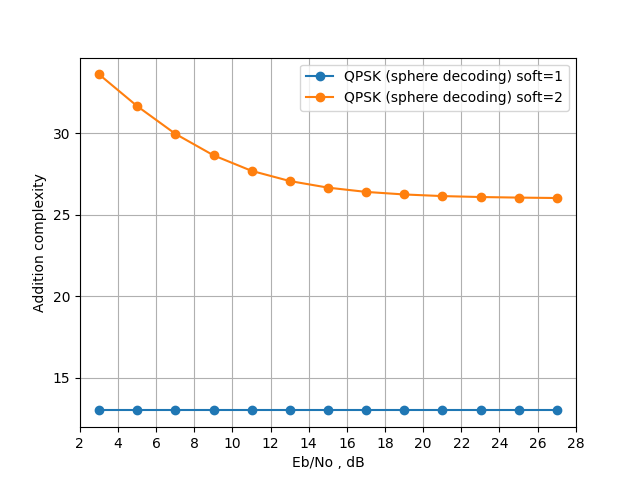 QPSK (sphere decoding) soft=1
QPSK (sphere decoding) soft=2
Addition complexity
30
25
20
15
2 4 6 8 10 12 14 16 18 20 22 24 26 28
Eb/No , dB